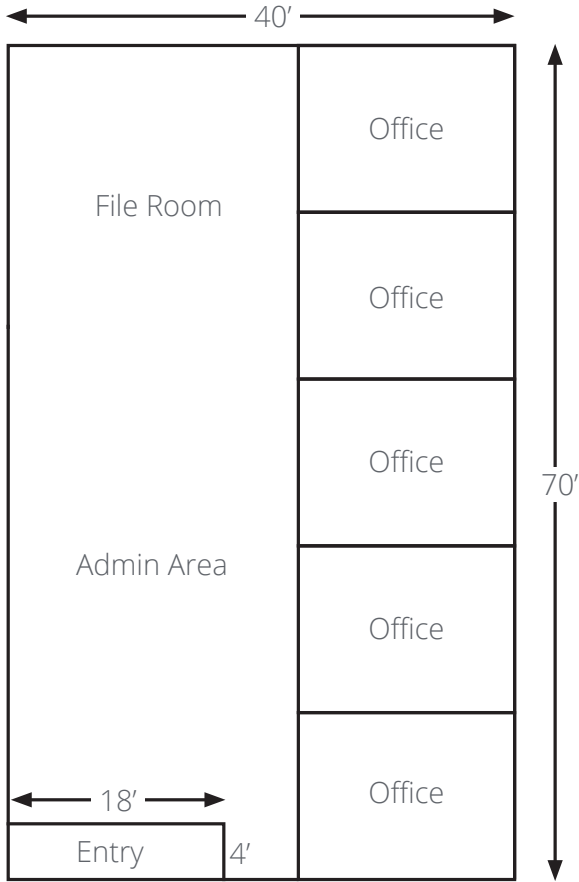 40’
Office
File Room
Office
Office
70’
Admin Area
Office
Office
18’
Entry
4’